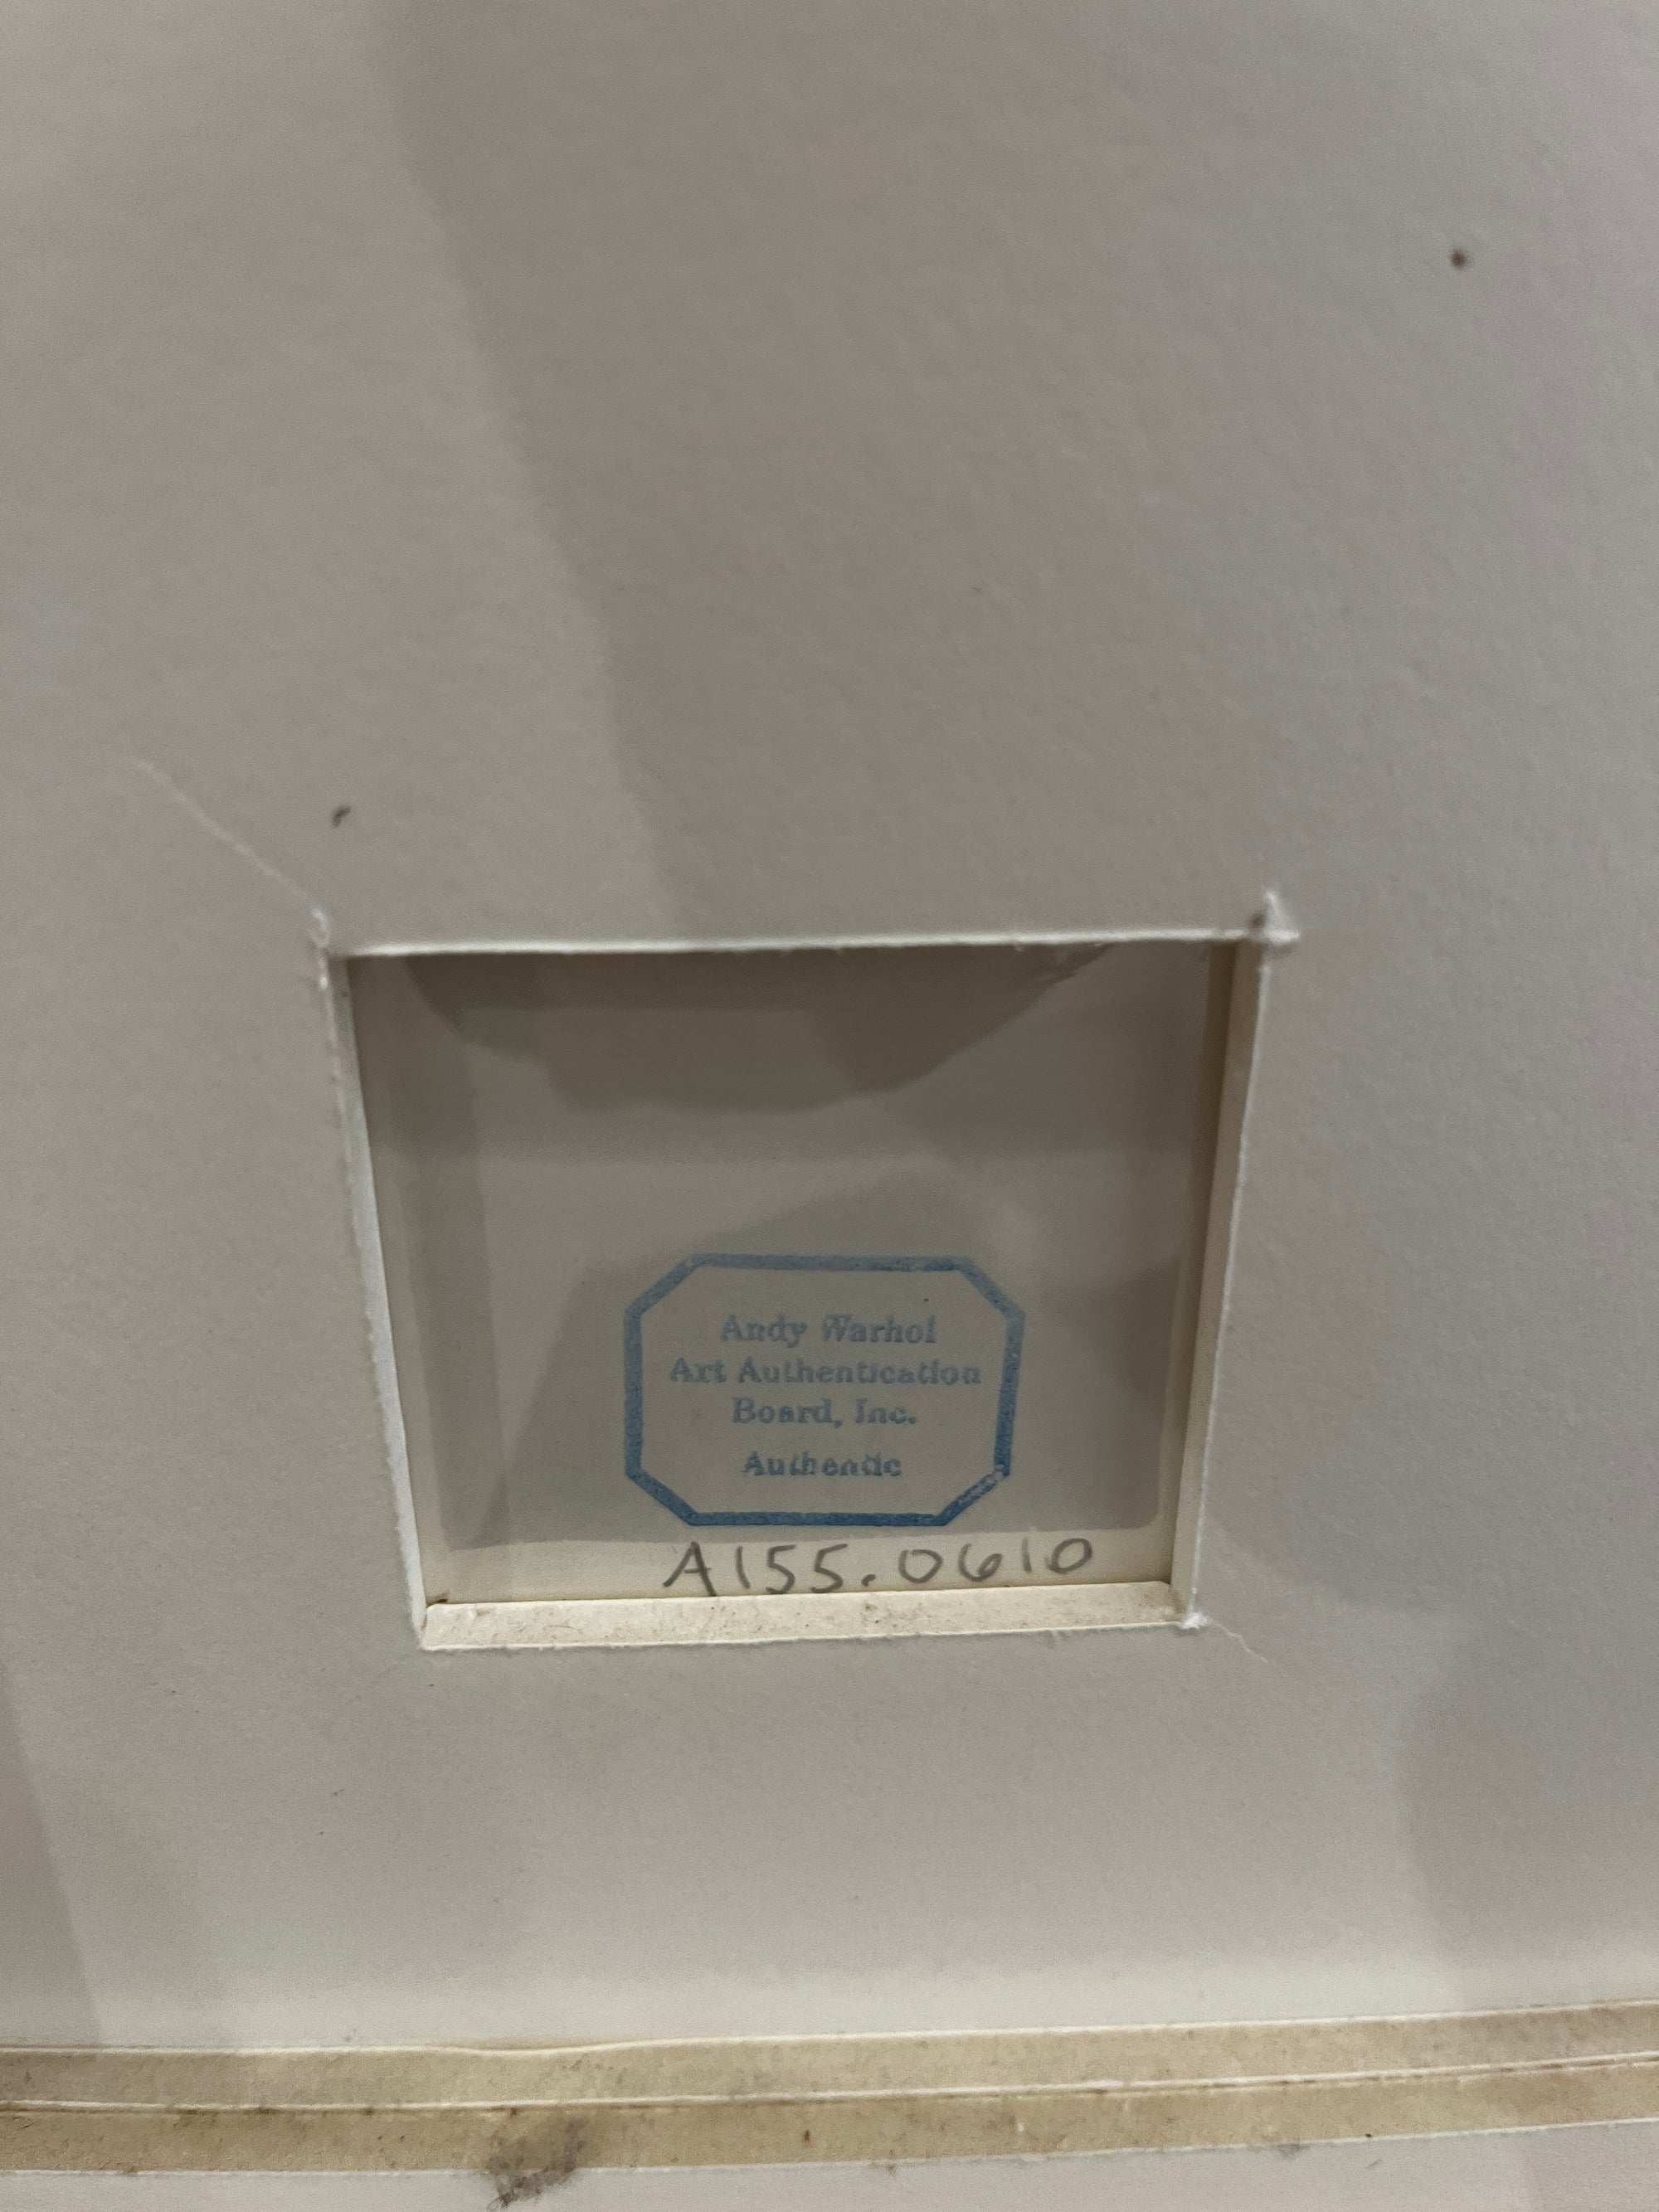 Andy Warhol
Art Authentication
Board, Inc.
Authentic
A155.0610